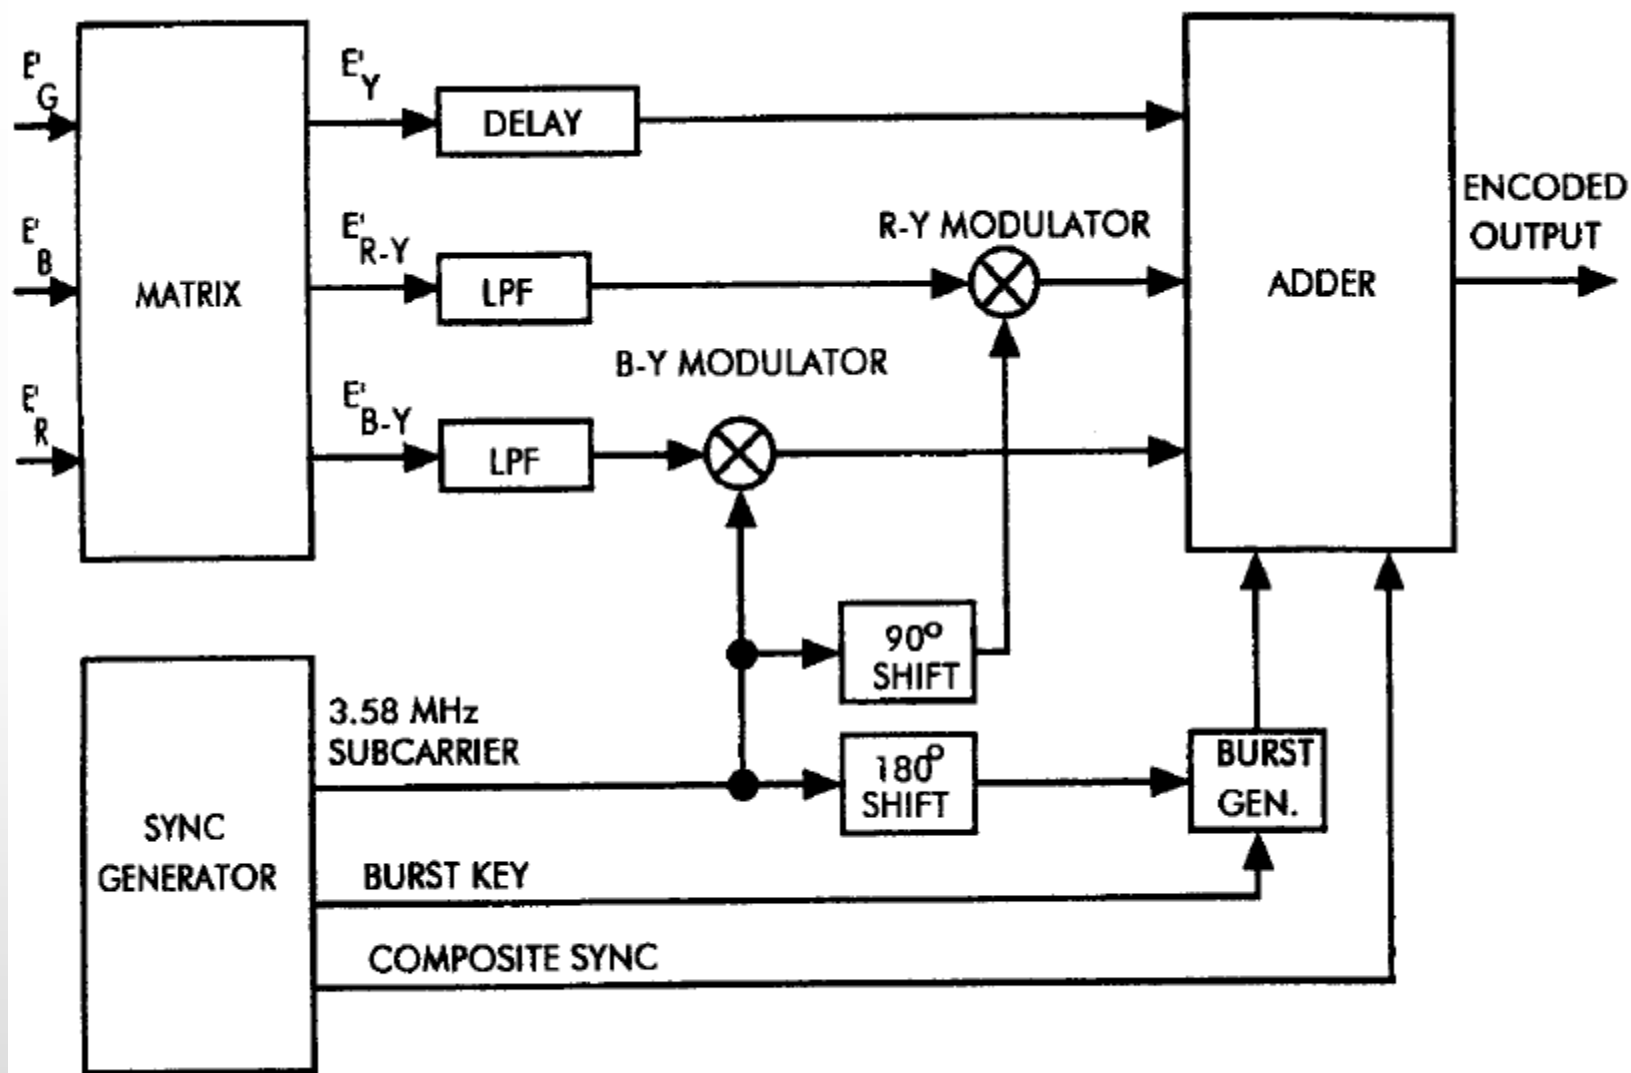 E'G
E'Y
DELAY
ENCODED
OUTPUT
E'B
E'R-Y
R-Y MODULATOR
MATRIX
LPF
ADDER
B-Y MODULATOR
E'R
E'B-Y
LPF
90°
SHIFT
3.58 MHz
SUBCARRIER
180°
SHIFT
BURST
GEN.
SYNC
GENERATOR
BURST KEY
COMPOSITE SYNC